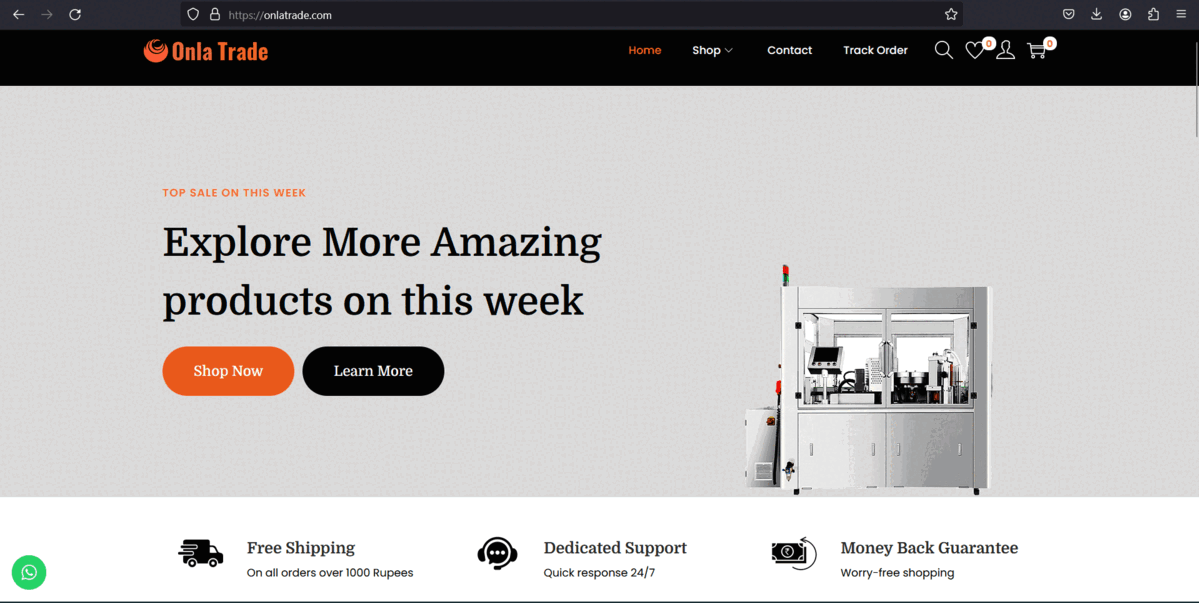 https://onlatrade.com
Onla Trade
Home
Shop
Contact
Track Order
0
0
TOP SALE ON THIS WEEK
Explore More Amazing
products on this week
Shop Now
Learn More
Free Shipping
On all orders over 1000 Rupees
Dedicated Support
Quick response 24/7
₹
Money Back Guarantee
Worry-free shopping